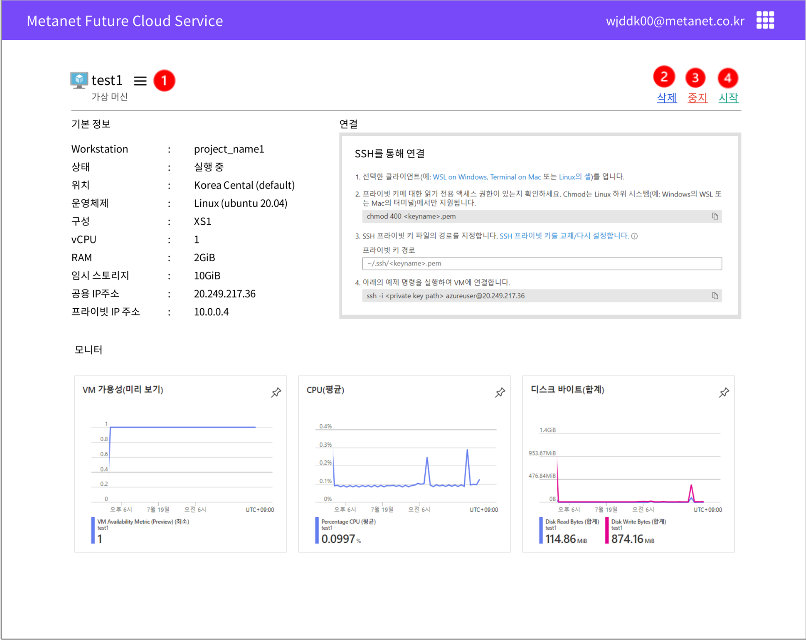 Metanet Future Cloud Service
wjddk00@metanet.co.kr
test1
1
가상 머신
2
3
4
삭제
중지
시작
기본 정보
Workstation : project_name1
상태 : 실행 중
위치 : Korea Cental (default)
운영체제 : Linux (ubuntu 20.04)
구성 : XS1
vCPU : 1
RAM : 2GiB
임시 스토리지 : 10GiB
공용 IP주소 : 20.249.217.36
프라이빗 IP 주소 : 10.0.0.4
연결
SSH를 통해 연결
1. 선택한 클라이언트(예: WSL on Windows, Terminal on Mac 또는 Linux의 셸)를 엽니다.
2. 프라이빗 키에 대한 읽기 전용 액세스 권한이 있는지 확인하세요. Chmod는 Linux 하위 시스템(예: Windows의 WSL 또
는 Mac의 터미널)에서만 지원됩니다.
chmod 400 <keyname>.pem
3. SSH 프라이빗 키 파일의 경로를 지정합니다. SSH 프라이빗 키를 교체/다시 설정합니다.
프라이빗 키 경로
~/.ssh/<keyname>.pem
4. 아래의 예제 명령을 실행하여 VM에 연결합니다.
ssh -i <private key path> azureuser@20.249.217.36
모니터
VM 가용성(미리 보기)
1
0.8
0.6
0.4
0.2
0
오후 6시 7월 19일 오전 6시 UTC+09:00
VM Availability Metric (Preview) (최소)
test1
1
CPU(평균)
0.4%
0.3%
0.2%
0.1%
0%
오후 6시 7월 19일 오전 6시 UTC+09:00
Percentage CPU (평균)
test1
0.0997 %
디스크 바이트(합계)
1.4GiB
953.67MiB
476.84MiB
0B
오후 6시 7월 19일 오전 6시 UTC+09:00
Disk Read Bytes (합계)
test1
114.86 MiB
Disk Write Bytes (합계)
test1
874.16 MiB